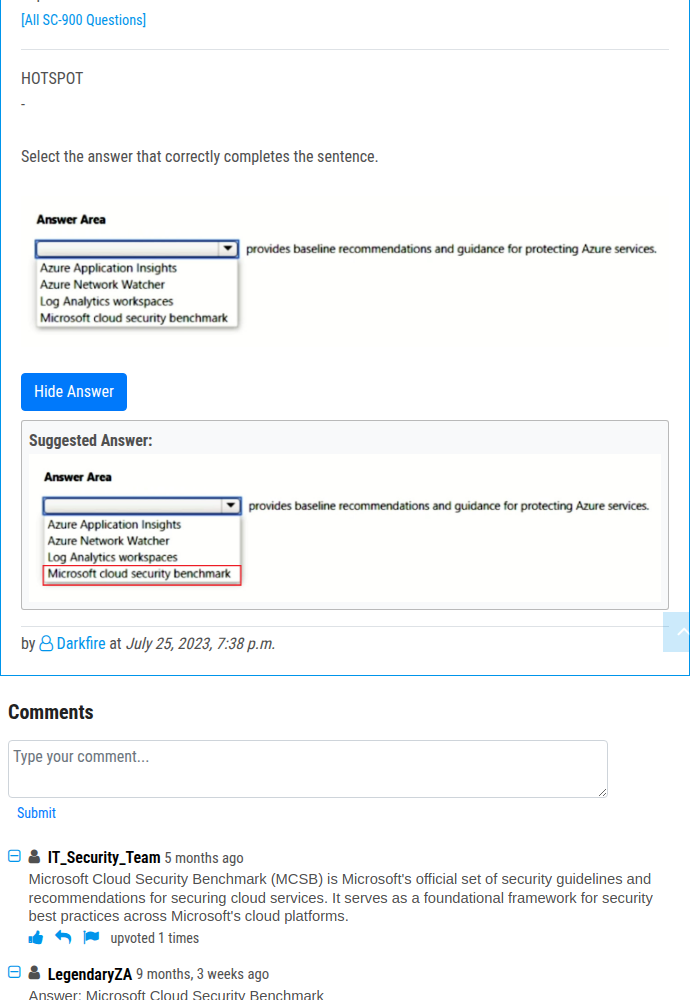 [All SC-900 Questions]
HOTSPOT
-
Select the answer that correctly completes the sentence.
Answer Area
provides baseline recommendations and guidance for protecting Azure services.
Azure Application Insights
Azure Network Watcher
Log Analytics workspaces
Microsoft cloud security benchmark
Hide Answer
Suggested Answer:
Answer Area
provides baseline recommendations and guidance for protecting Azure services.
Azure Application Insights
Azure Network Watcher
Log Analytics workspaces
Microsoft cloud security benchmark
by Darkfire at July 25, 2023, 7:38 p.m.
Comments
Type your comment...
Submit
IT_Security_Team 5 months ago
Microsoft Cloud Security Benchmark (MCSB) is Microsoft's official set of security guidelines and
recommendations for securing cloud services. It serves as a foundational framework for security
best practices across Microsoft's cloud platforms.
upvoted 1 times
LegendaryZA 9 months, 3 weeks ago
Answer: Microsoft Cloud Security Benchmark